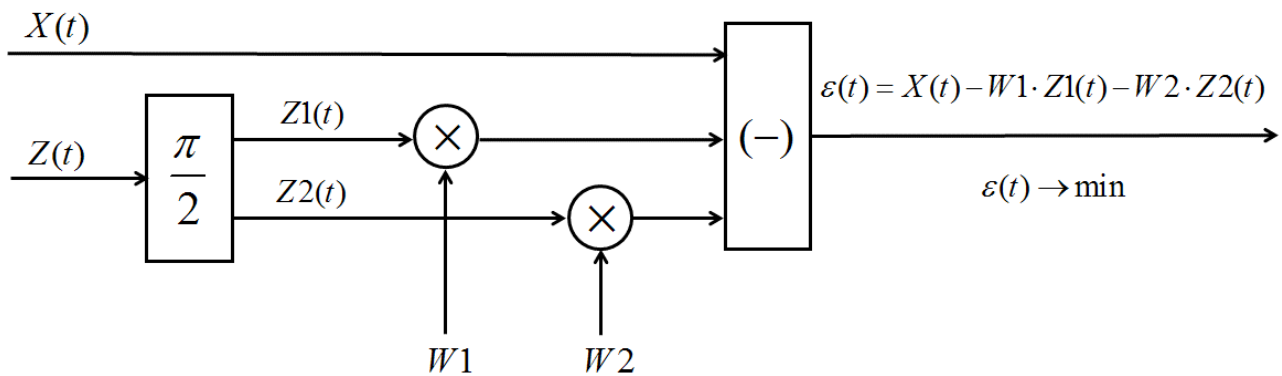 X(t)
ε(t) = X(t) – W1 · Z1(t) – W2 · Z2(t)
Z1(t)
Z(t)
π
2
×
(–)
Z2(t)
×
ε(t) → min
W1
W2